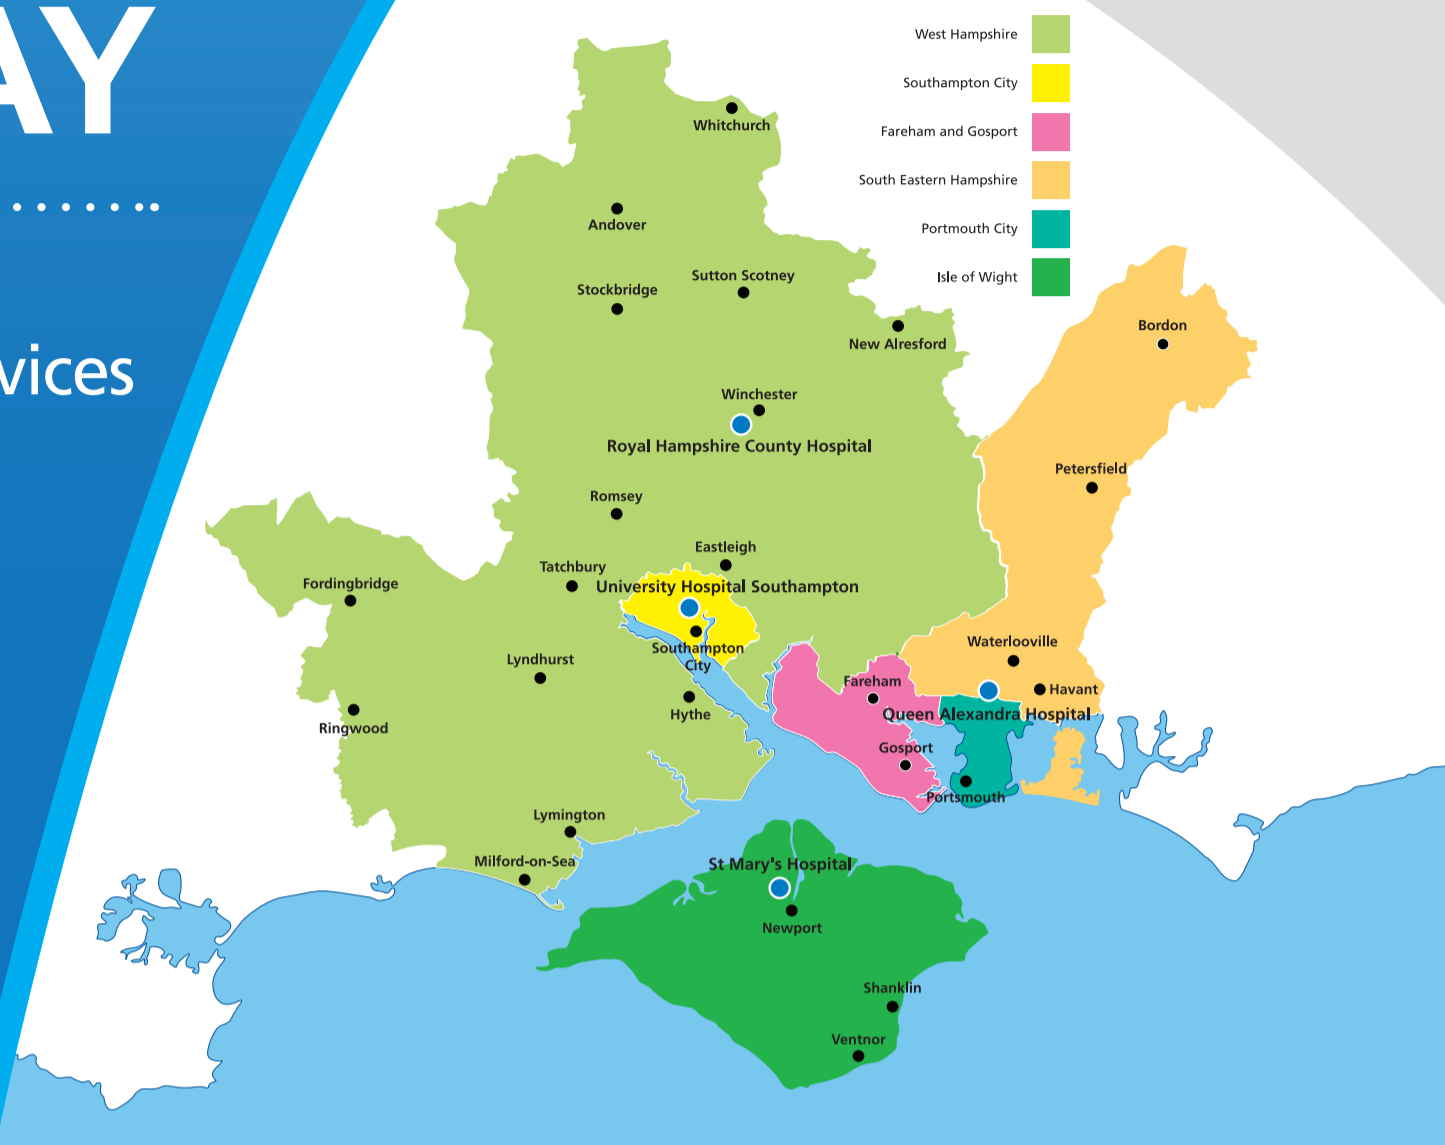 AY
vices
West Hampshire
Southampton City
Fareham and Gosport
South Eastern Hampshire
Portmouth City
Isle of Wight
Whitchurch
Andover
Sutton Scotney
Stockbridge
New Alresford
Bordon
Winchester
Royal Hampshire County Hospital
Petersfield
Romsey
Eastleigh
Tatchbury
University Hospital Southampton
Fordingbridge
Southampton
City
Waterlooville
Lyndhurst
Fareham
Havant
Hythe
Queen Alexandra Hospital
Ringwood
Gosport
Portsmouth
Lymington
Milford-on-Sea
St Mary's Hospital
Newport
Shanklin
Ventnor